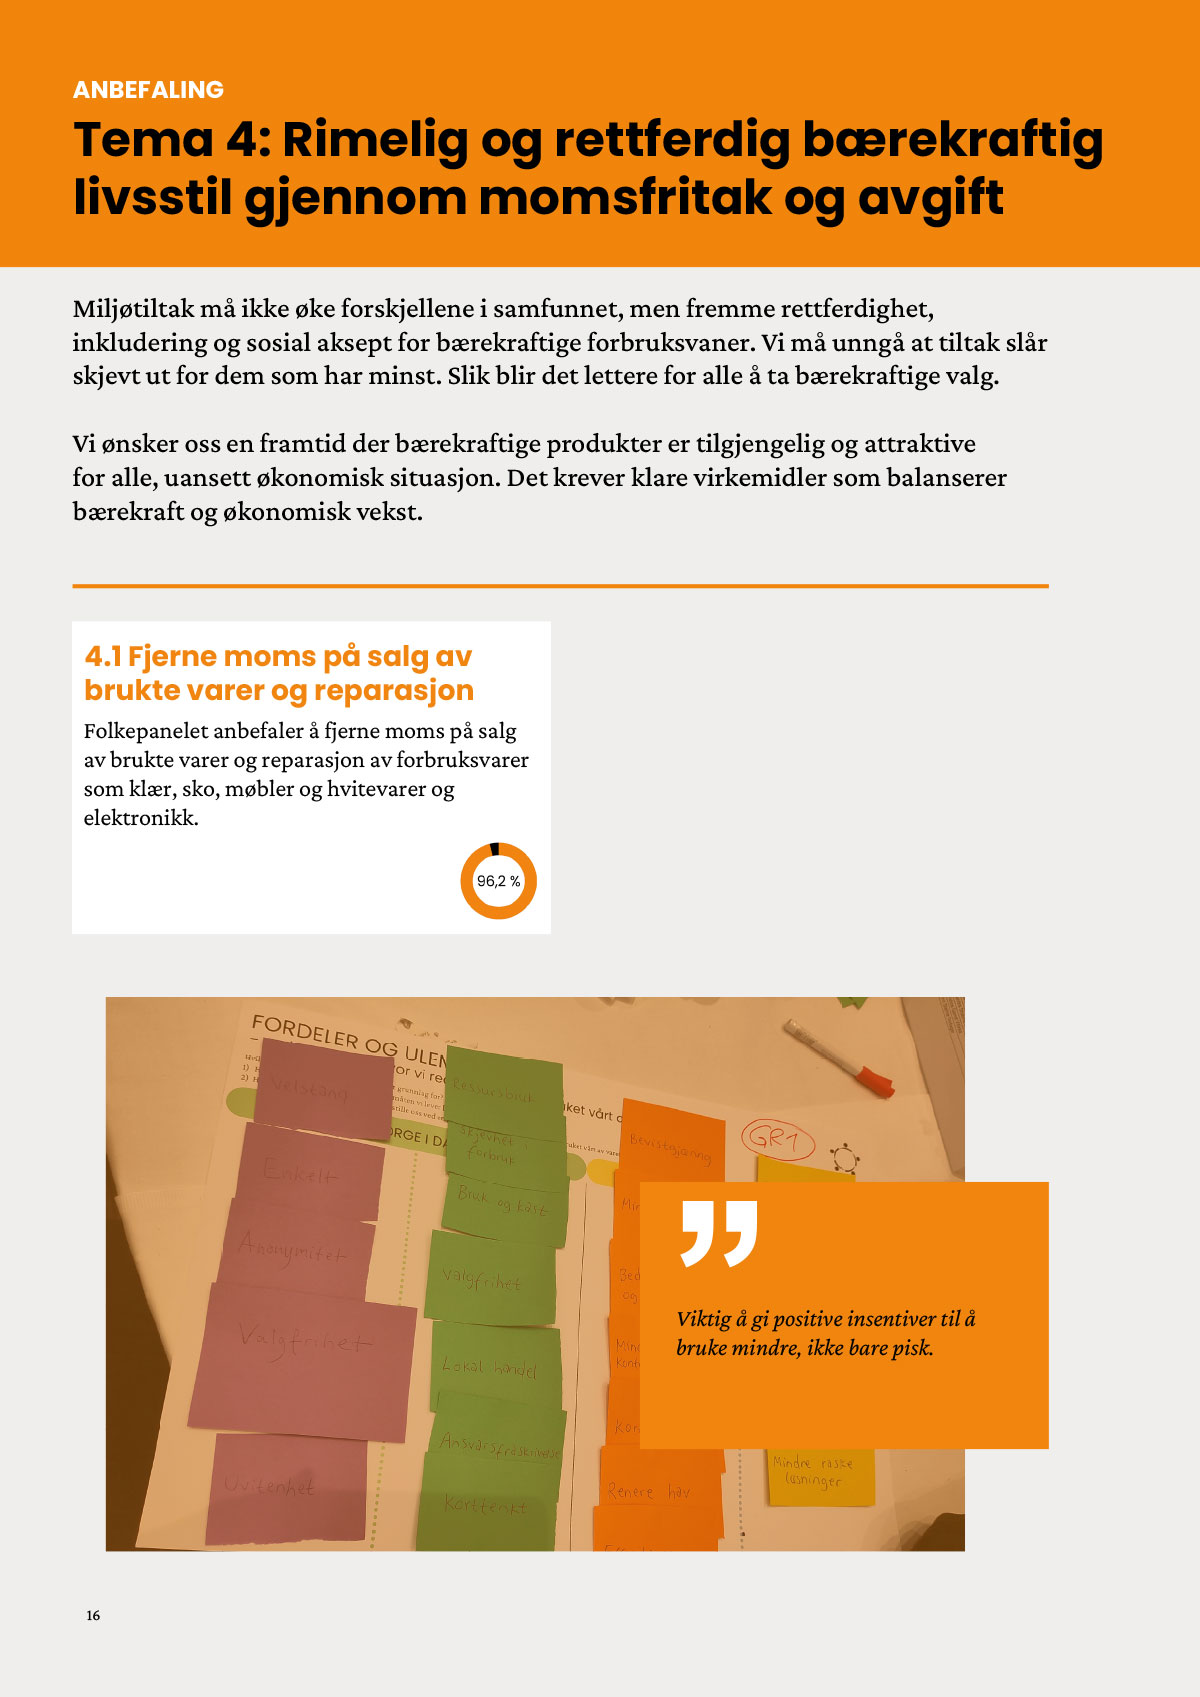 ANBEFALING
Tema 4: Rimelig og rettferdig bærekraftig
livsstil gjennom momsfritak og avgift
Miljøtiltak må ikke øke forskjellene i samfunnet, men fremme rettferdighet,
inkludering og sosial aksept for bærekraftige forbruksvaner. Vi må unngå at tiltak slår
skjevt ut for dem som har minst. Slik blir det lettere for alle å ta bærekraftige valg.
Vi ønsker oss en framtid der bærekraftige produkter er tilgjengelig og attraktive
for alle, uansett økonomisk situasjon. Det krever klare virkemidler som balanserer
bærekraft og økonomisk vekst.
4.1 Fjerne moms på salg av
brukte varer og reparasjon
Folkepanelet anbefaler å fjerne moms på salg
av brukte varer og reparasjon av forbruksvarer
som klær, sko, møbler og hvitevarer og
elektronikk.
96,2 %
FORDELER OG
Velstand
Enkelt
Anonymitet
Valgfrihet
Uvitenhet
Ressursbruk
Skjevhet i
forbruk
Bruk og kast
Valgfrihet
Lokal handel
Ansvarsfraskrivelse
Korttenkt
Bevistgjøring
Renere hav
GR1
Mindre raske
løsninger
”
Viktig å gi positive insentiver til å
bruke mindre, ikke bare pisk.
16